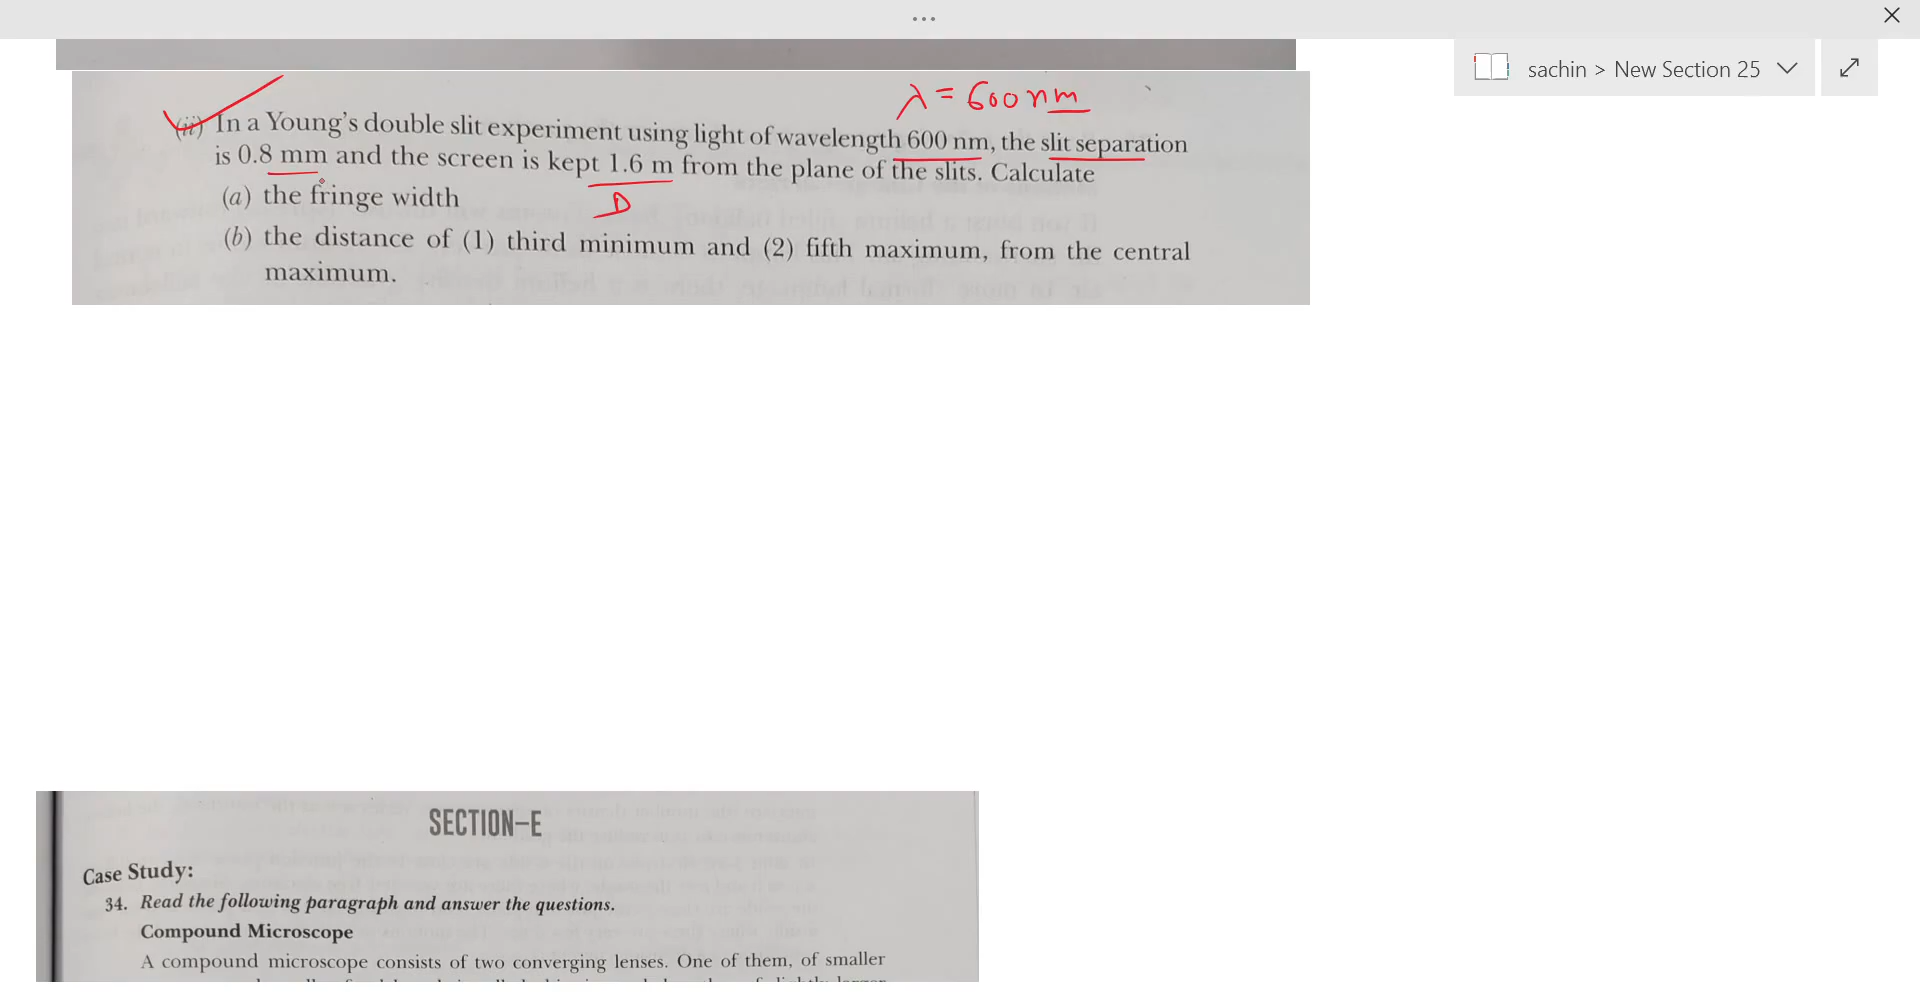 sachin > New Section 25
λ = 600 nm
(ii) In a Young's double slit experiment using light of wavelength 600 nm, the slit separation
is 0.8 mm and the screen is kept 1.6 m from the plane of the slits. Calculate
(a) the fringe width
D
(b) the distance of (1) third minimum and (2) fifth maximum, from the central
maximum.
SECTION-E
Case Study:
34. Read the following paragraph and answer the questions.
Compound Microscope
A compound microscope consists of two converging lenses. One of them, of smaller